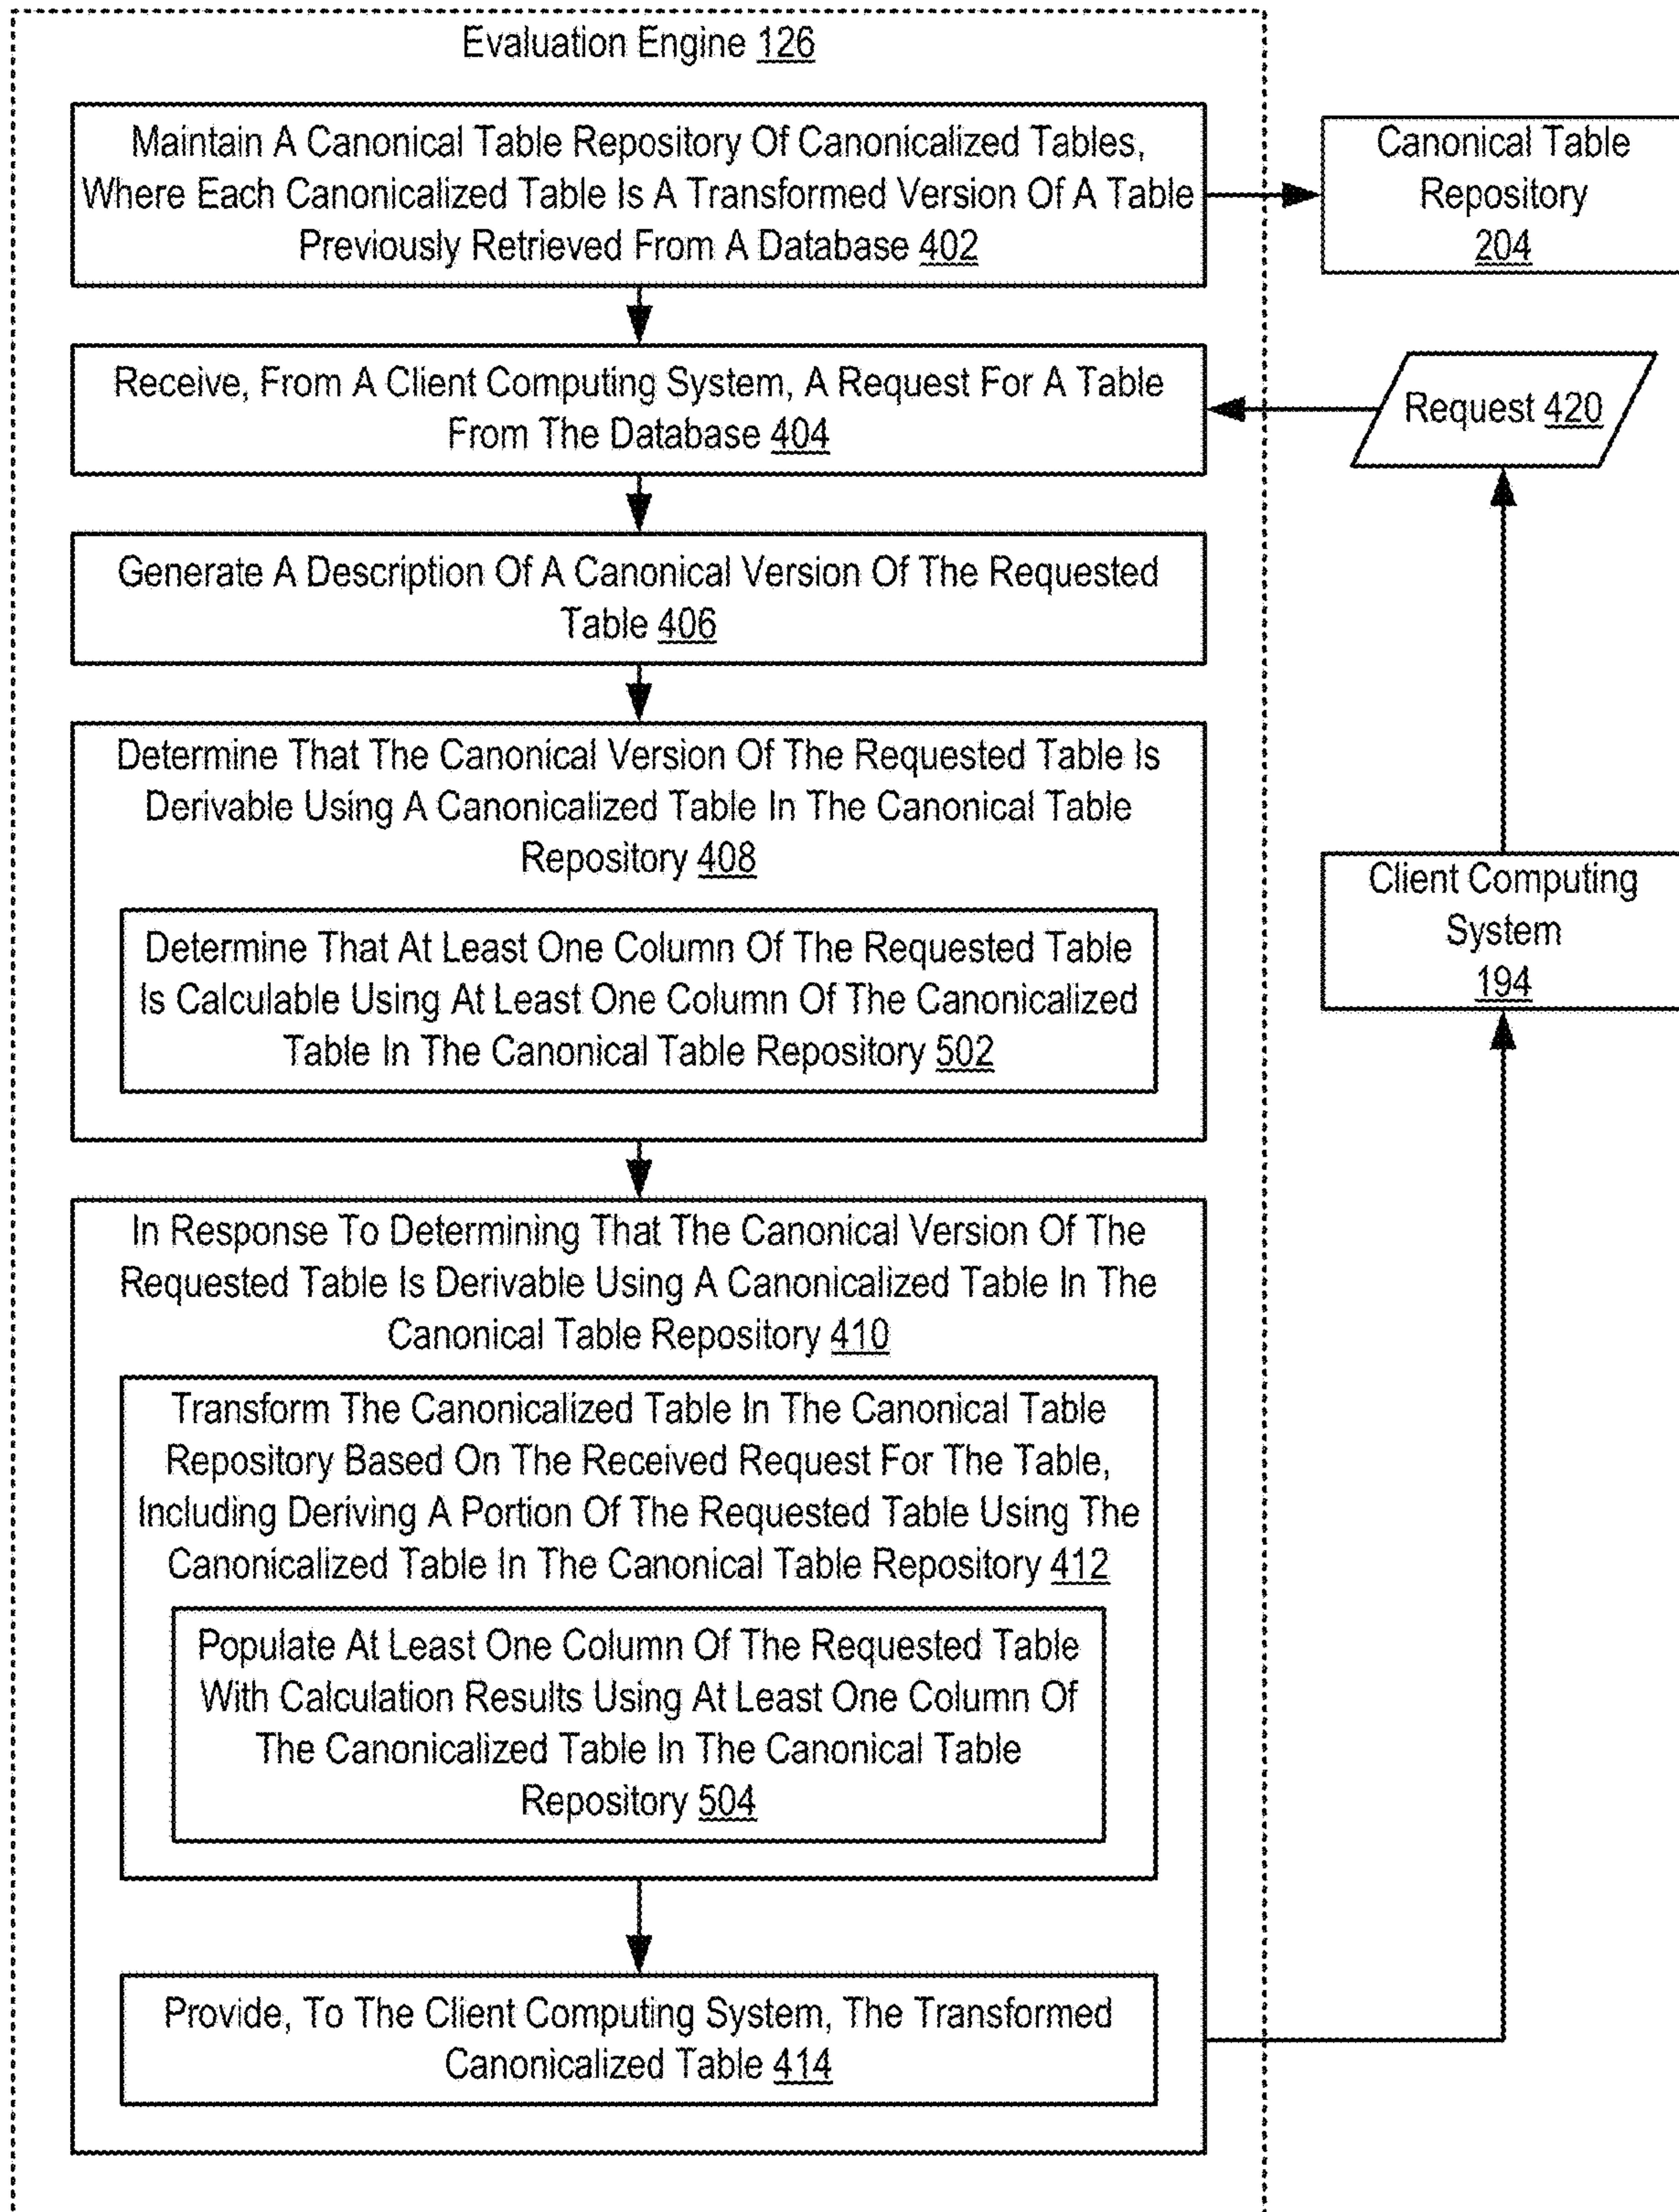 Evaluation Engine 126
Maintain A Canonical Table Repository Of Canonicalized Tables,
Where Each Canonicalized Table Is A Transformed Version Of A Table
Previously Retrieved From A Database 402
Canonical Table
Repository
204
Receive, From A Client Computing System, A Request For A Table
From The Database 404
Request 420
Generate A Description Of A Canonical Version Of The Requested
Table 406
Determine That The Canonical Version Of The Requested Table Is
Derivable Using A Canonicalized Table In The Canonical Table
Repository 408
Determine That At Least One Column Of The Requested Table
Is Calculable Using At Least One Column Of The Canonicalized
Table In The Canonical Table Repository 502
Client Computing
System
194
In Response To Determining That The Canonical Version Of The
Requested Table Is Derivable Using A Canonicalized Table In The
Canonical Table Repository 410
Transform The Canonicalized Table In The Canonical Table
Repository Based On The Received Request For The Table,
Including Deriving A Portion Of The Requested Table Using The
Canonicalized Table In The Canonical Table Repository 412
Populate At Least One Column Of The Requested Table
With Calculation Results Using At Least One Column Of
The Canonicalized Table In The Canonical Table
Repository 504
Provide, To The Client Computing System, The Transformed
Canonicalized Table 414